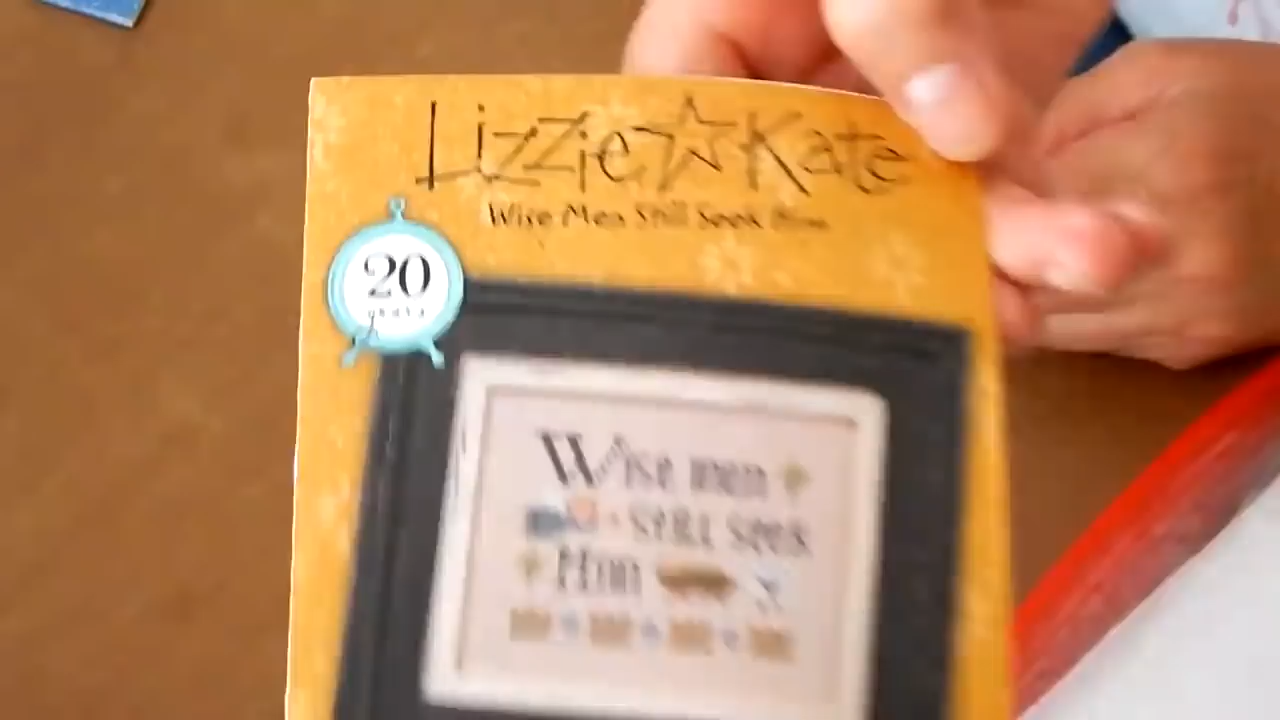 Lizzie Kate
Wise Men Still Seek Him
20
Wise men
still seek
Him